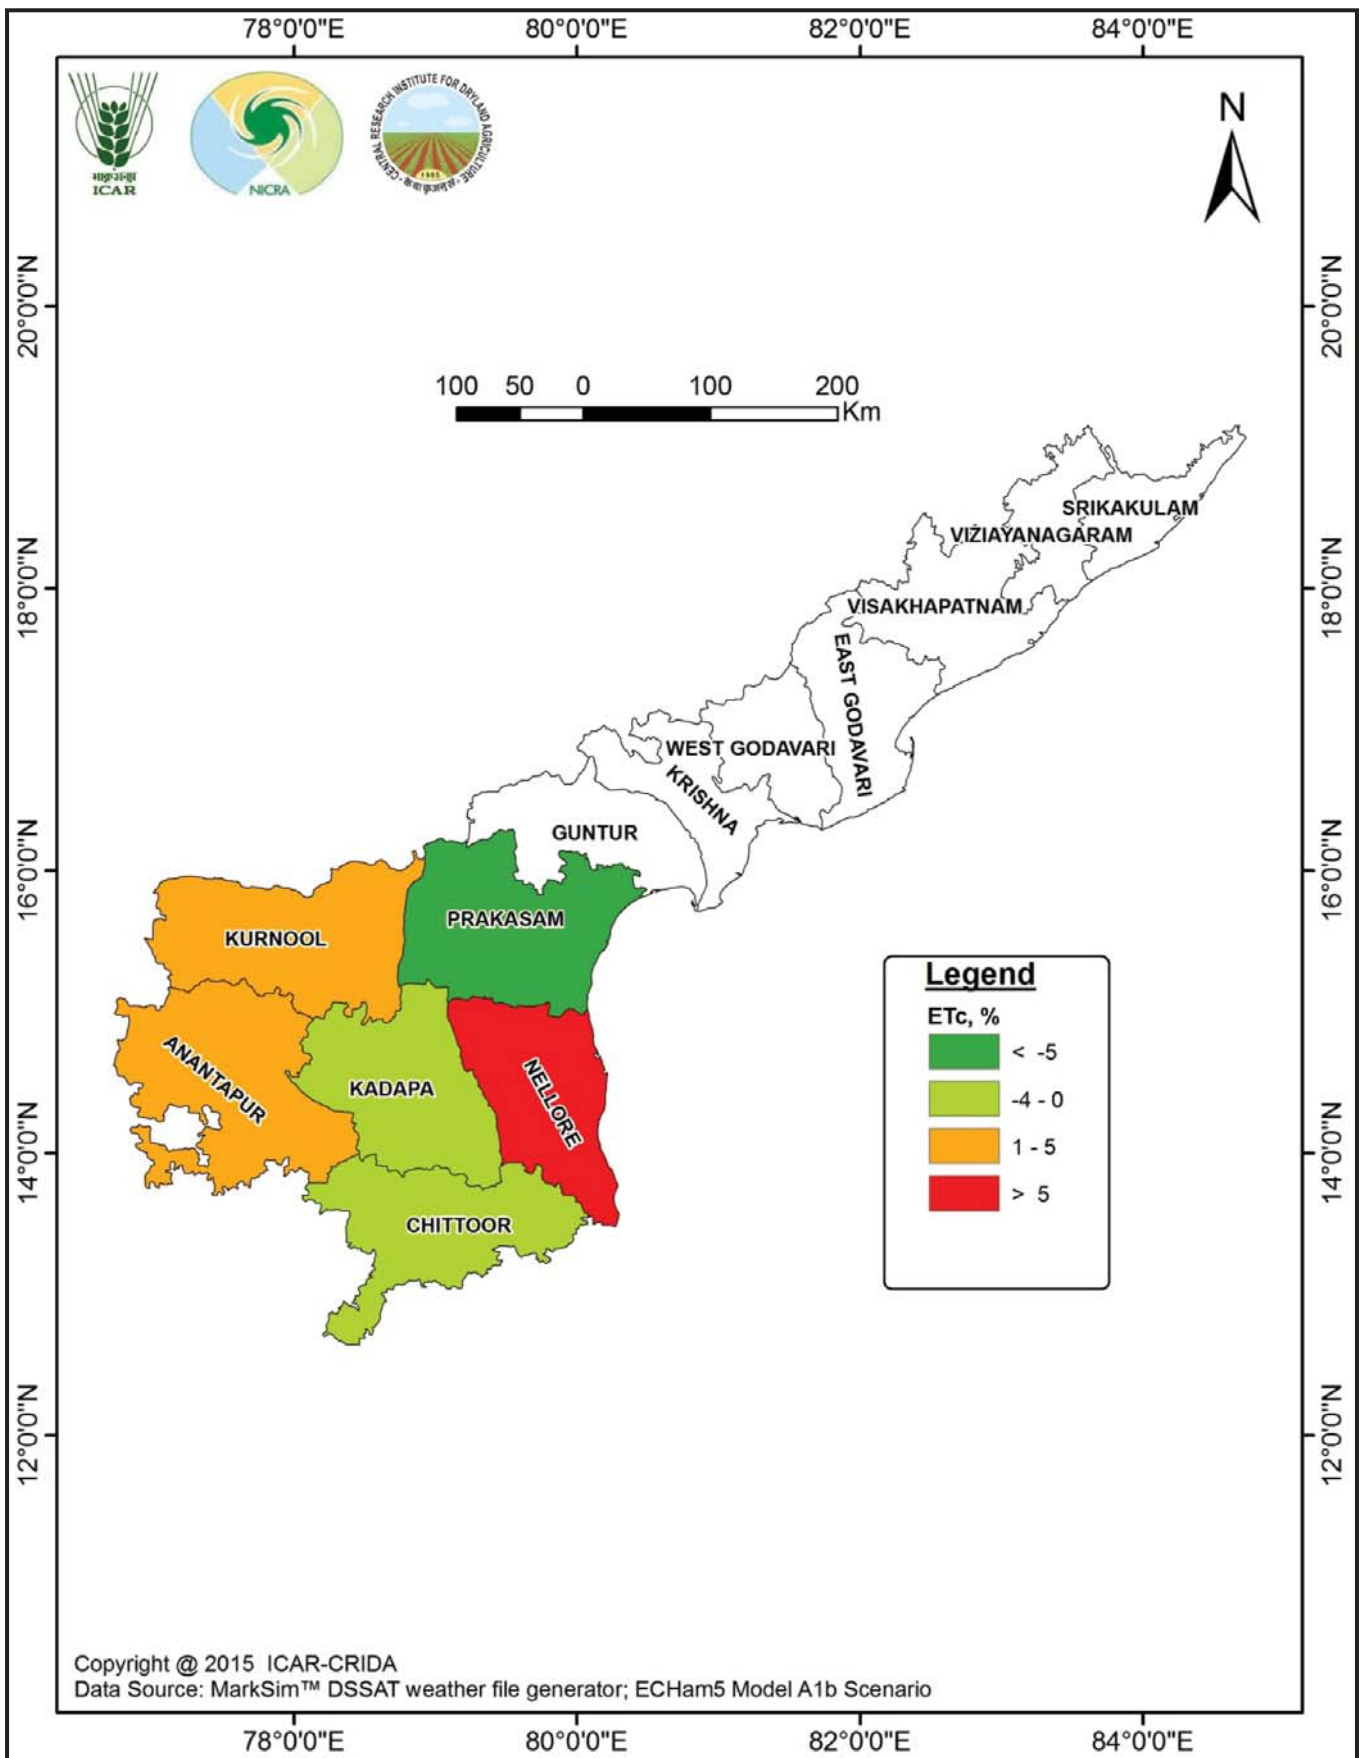 78°0'0"E 80°0'0"E 82°0'0"E 84°0'0"E
ICAR
NICRA
CENTRAL RESEARCH INSTITUTE FOR DRYLAND AGRICULTURE
1985
N
20°0'0"N 20°0'0"N
100 50 0 100 200
Km
SRIKAKULAM
VIZIAYANAGARAM
18°0'0"N 18°0'0"N
VISAKHAPATNAM
EAST GODAVARI
WEST GODAVARI
KRISHNA
GUNTUR
16°0'0"N 16°0'0"N
PRAKASAM
KURNOOL
Legend
ETc, %
< -5
-4 - 0
1 - 5
> 5
ANANTAPUR
KADAPA
NELLORE
14°0'0"N 14°0'0"N
CHITTOOR
12°0'0"N 12°0'0"N
Copyright @ 2015 ICAR-CRIDA
Data Source: MarkSim™ DSSAT weather file generator; ECHam5 Model A1b Scenario
78°0'0"E 80°0'0"E 82°0'0"E 84°0'0"E